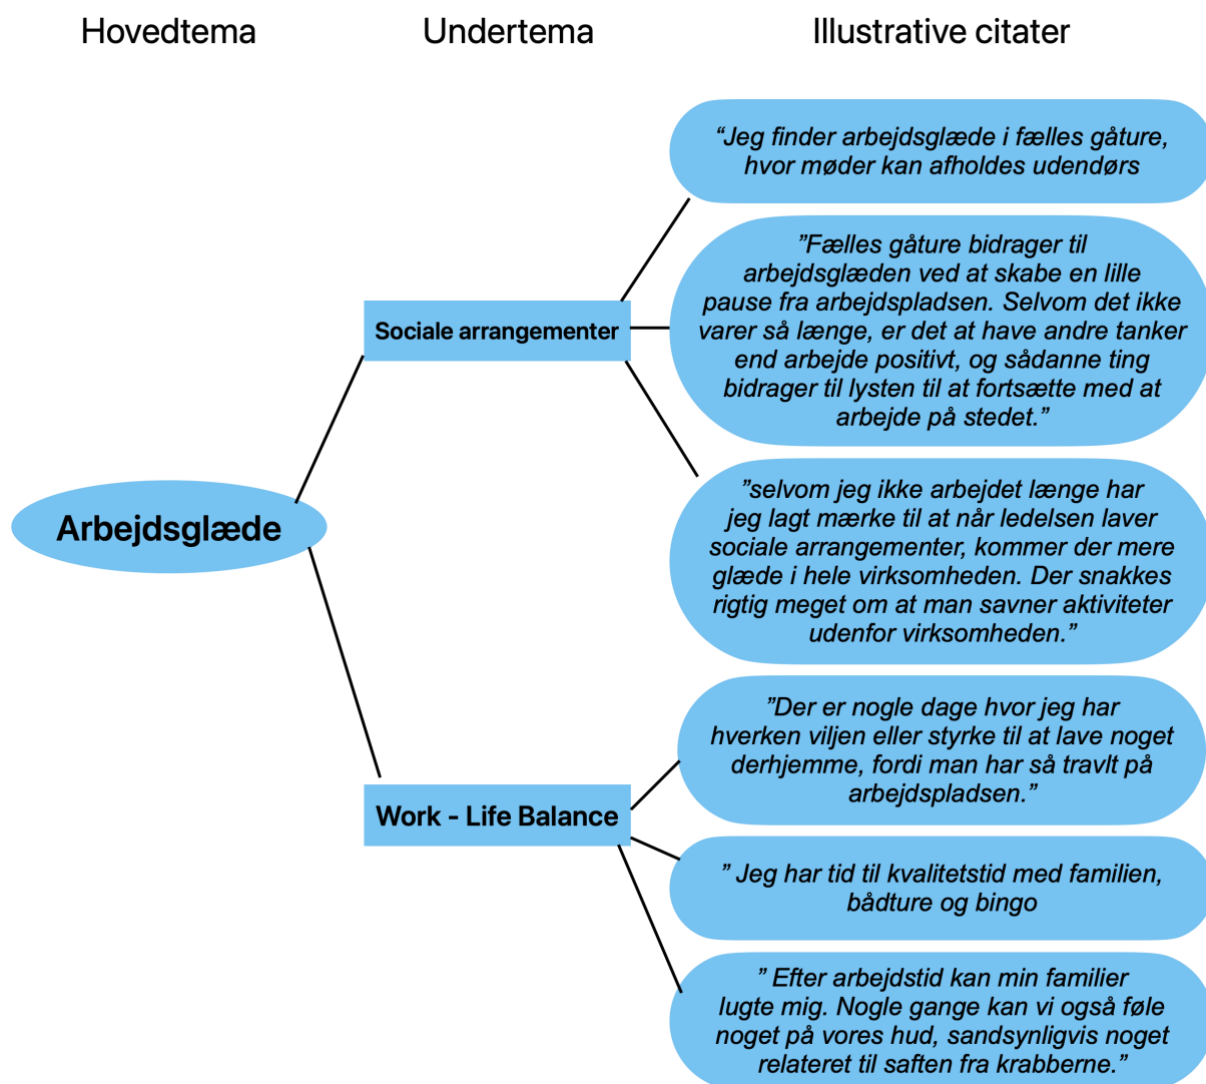 Hovedtema
Undertema
Illustrative citater
“Jeg finder arbejdsglæde i fælles gåture,
hvor møder kan afholdes udendørs
”Fælles gåture bidrager til
arbejdsglæden ved at skabe en lille
pause fra arbejdspladsen. Selvom det ikke
varer så længe, er det at have andre tanker
end arbejde positivt, og sådanne ting
bidrager til lysten til at fortsætte med at
arbejde på stedet.”
Sociale arrangementer
”selvom jeg ikke arbejdet længe har
jeg lagt mærke til at når ledelsen laver
sociale arrangementer, kommer der mere
glæde i hele virksomheden. Der snakkes
rigtig meget om at man savner aktiviteter
udenfor virksomheden.”
Arbejdsglæde
”Der er nogle dage hvor jeg har
hverken viljen eller styrke til at lave noget
derhjemme, fordi man har så travlt på
arbejdspladsen.”
Work - Life Balance
” Jeg har tid til kvalitetstid med familien,
bådture og bingo
” Efter arbejdstid kan min familier
lugte mig. Nogle gange kan vi også føle
noget på vores hud, sandsynligvis noget
relateret til saften fra krabberne.”